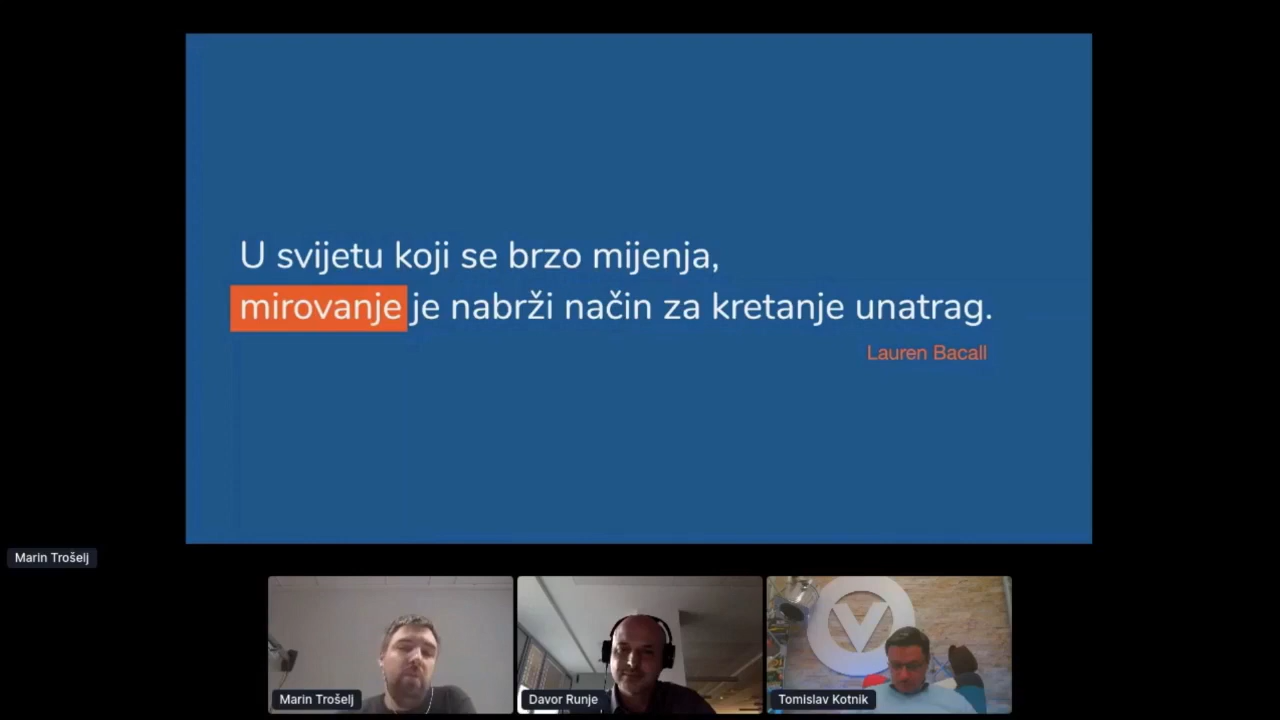 U svijetu koji se brzo mijenja,
mirovanje je nabrži način za kretanje unatrag.
Lauren Bacall
Marin Trošelj
Marin Trošelj
Davor Runje
Tomislav Kotnik